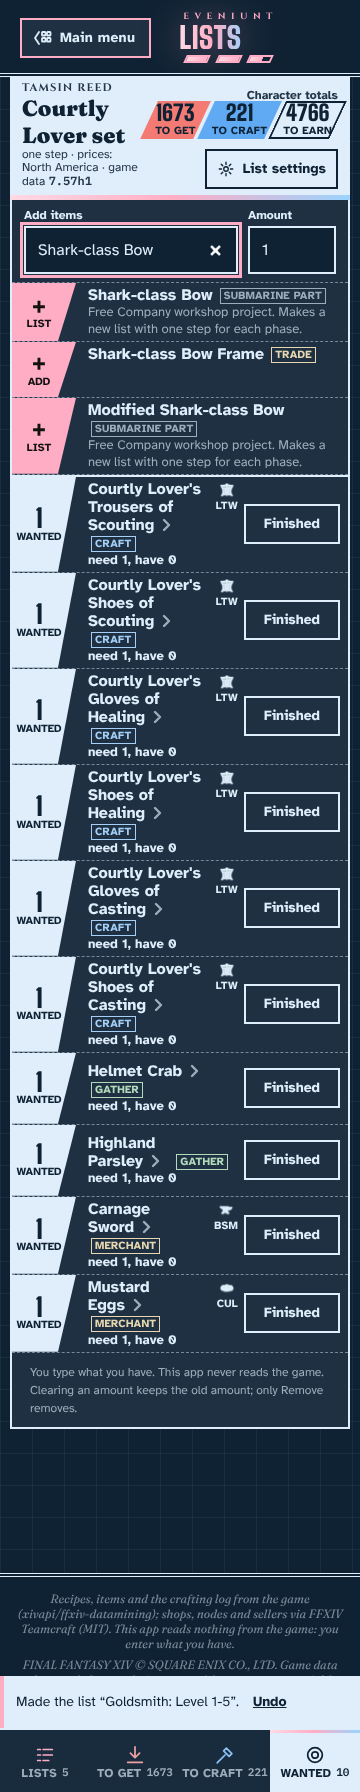 Main menu
EVENIUNT
LISTS
TAMSIN REED
Courtly
Lover set
one step · prices:
North America · game
data 7.57h1
Character totals
1673 TO GET
221 TO CRAFT
4766 TO EARN
List settings
Add items
Amount
Shark-class Bow ×
1
+ LIST
Shark-class Bow SUBMARINE PART
Free Company workshop project. Makes a
new list with one step for each phase.
+ ADD
Shark-class Bow Frame TRADE
+ LIST
Modified Shark-class Bow
SUBMARINE PART
Free Company workshop project. Makes a
new list with one step for each phase.
1 WANTED
Courtly Lover's
Trousers of
Scouting
CRAFT
need 1, have 0
LTW
Finished
1 WANTED
Courtly Lover's
Shoes of
Scouting
CRAFT
need 1, have 0
LTW
Finished
1 WANTED
Courtly Lover's
Gloves of
Healing
CRAFT
need 1, have 0
LTW
Finished
1 WANTED
Courtly Lover's
Shoes of
Healing
CRAFT
need 1, have 0
LTW
Finished
1 WANTED
Courtly Lover's
Gloves of
Casting
CRAFT
need 1, have 0
LTW
Finished
1 WANTED
Courtly Lover's
Shoes of
Casting
CRAFT
need 1, have 0
LTW
Finished
1 WANTED
Helmet Crab
GATHER
need 1, have 0
Finished
1 WANTED
Highland
Parsley GATHER
need 1, have 0
Finished
1 WANTED
Carnage
Sword
MERCHANT
need 1, have 0
BSM
Finished
1 WANTED
Mustard
Eggs
MERCHANT
need 1, have 0
CUL
Finished
You type what you have. This app never reads the game.
Clearing an amount keeps the old amount; only Remove
removes.
Recipes, items and the crafting log from the game
(xivapi/ffxiv-datamining); shops, nodes and sellers via FFXIV
Teamcraft (MIT). This app reads nothing from the game: you
enter what you have.
FINAL FANTASY XIV © SQUARE ENIX CO., LTD. Game data
Made the list “Goldsmith: Level 1-5”. Undo
LISTS 5
TO GET 1673
TO CRAFT 221
WANTED 10